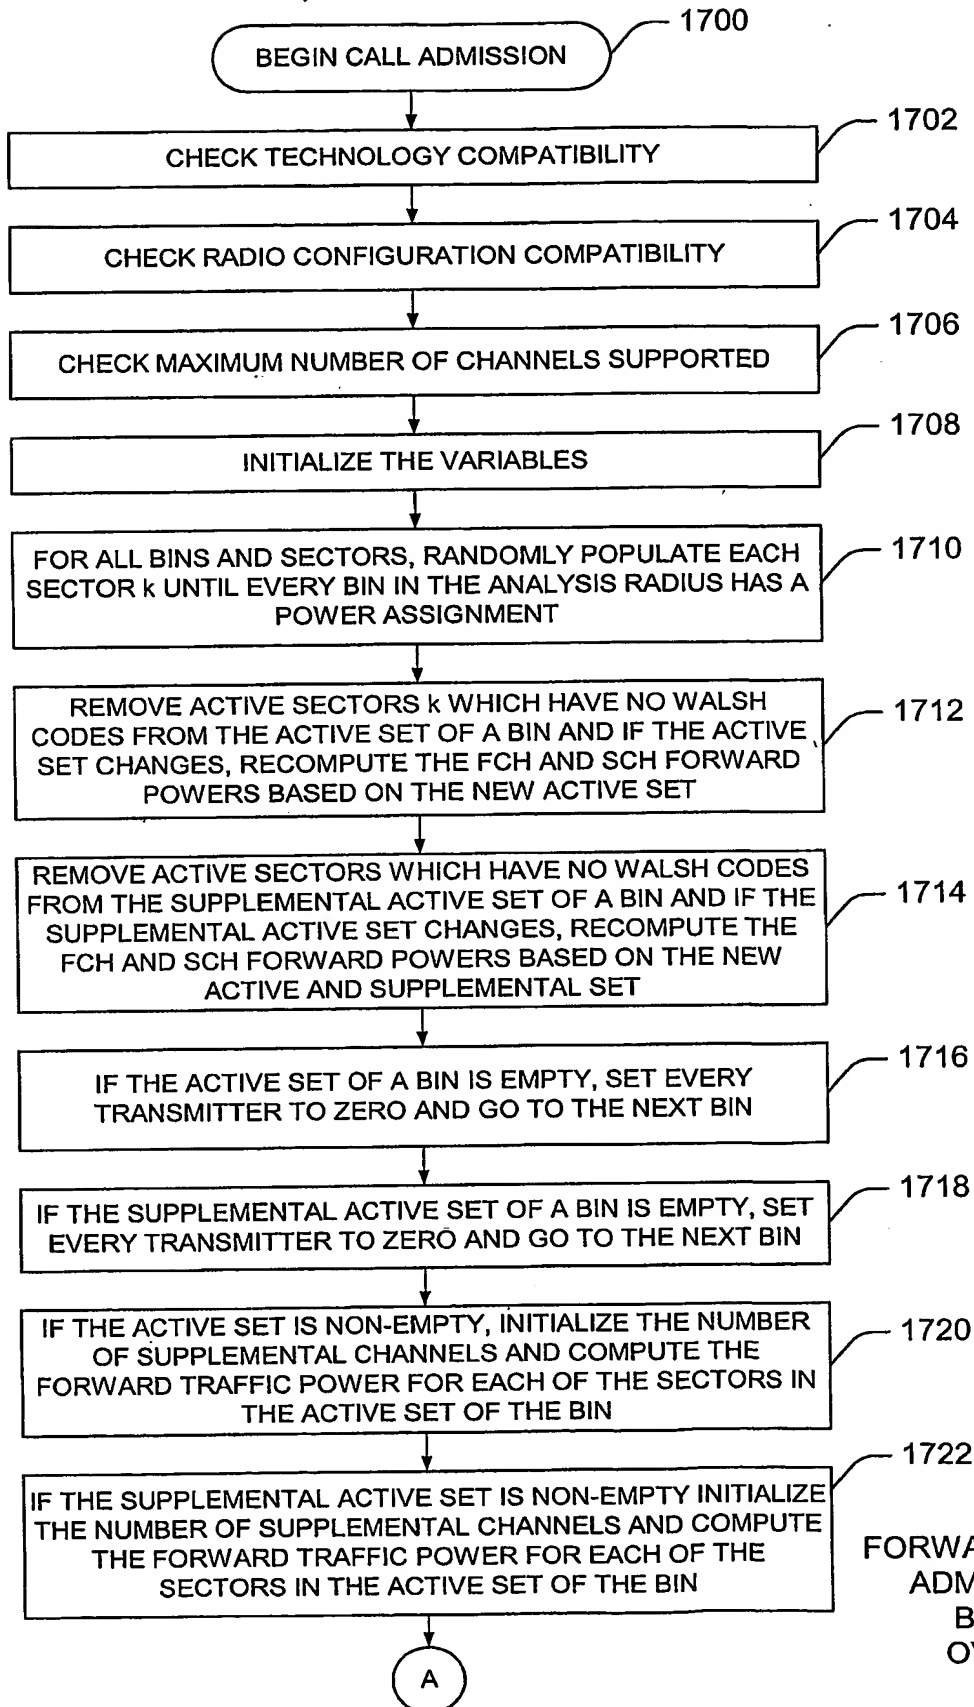 1700
BEGIN CALL ADMISSION
1702
CHECK TECHNOLOGY COMPATIBILITY
1704
CHECK RADIO CONFIGURATION COMPATIBILITY
1706
CHECK MAXIMUM NUMBER OF CHANNELS SUPPORTED
1708
INITIALIZE THE VARIABLES
1710
FOR ALL BINS AND SECTORS, RANDOMLY POPULATE EACH
SECTOR k UNTIL EVERY BIN IN THE ANALYSIS RADIUS HAS A
POWER ASSIGNMENT
1712
REMOVE ACTIVE SECTORS k WHICH HAVE NO WALSH
CODES FROM THE ACTIVE SET OF A BIN AND IF THE ACTIVE
SET CHANGES, RECOMPUTE THE FCH AND SCH FORWARD
POWERS BASED ON THE NEW ACTIVE SET
1714
REMOVE ACTIVE SECTORS WHICH HAVE NO WALSH CODES
FROM THE SUPPLEMENTAL ACTIVE SET OF A BIN AND IF THE
SUPPLEMENTAL ACTIVE SET CHANGES, RECOMPUTE THE
FCH AND SCH FORWARD POWERS BASED ON THE NEW
ACTIVE AND SUPPLEMENTAL SET
1716
IF THE ACTIVE SET OF A BIN IS EMPTY, SET EVERY
TRANSMITTER TO ZERO AND GO TO THE NEXT BIN
1718
IF THE SUPPLEMENTAL ACTIVE SET OF A BIN IS EMPTY, SET
EVERY TRANSMITTER TO ZERO AND GO TO THE NEXT BIN
1720
IF THE ACTIVE SET IS NON-EMPTY, INITIALIZE THE NUMBER
OF SUPPLEMENTAL CHANNELS AND COMPUTE THE
FORWARD TRAFFIC POWER FOR EACH OF THE SECTORS IN
THE ACTIVE SET OF THE BIN
1722
IF THE SUPPLEMENTAL ACTIVE SET IS NON-EMPTY INITIALIZE
THE NUMBER OF SUPPLEMENTAL CHANNELS AND COMPUTE
THE FORWARD TRAFFIC POWER FOR EACH OF THE
SECTORS IN THE ACTIVE SET OF THE BIN
A